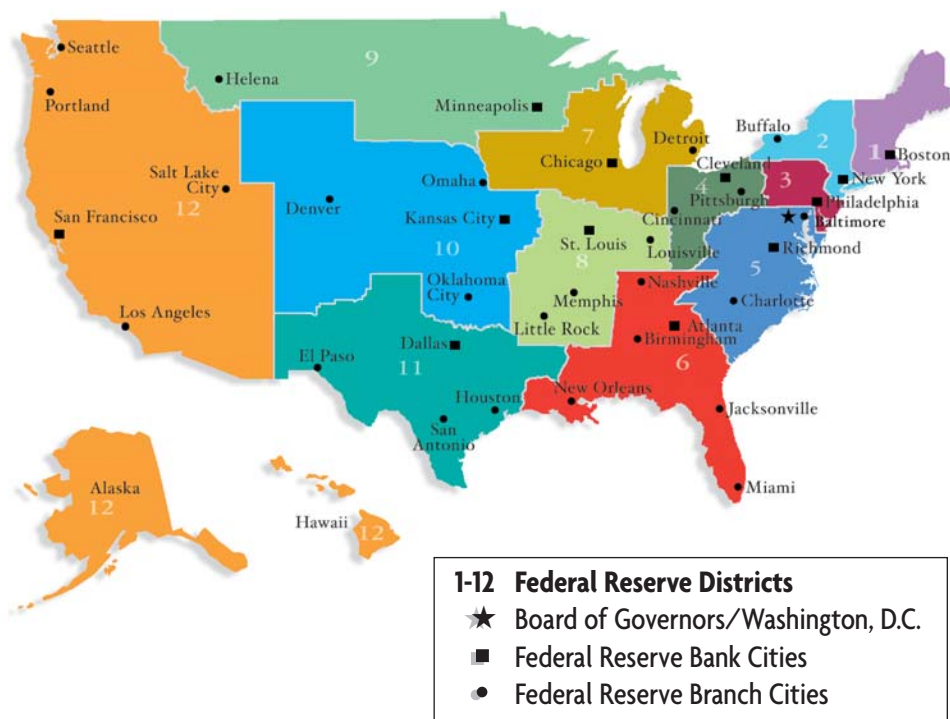 Seattle
Portland
Helena
9
Minneapolis
7
Chicago
Detroit
Buffalo
2
1
Boston
Cleveland
4
3
New York
Salt Lake
City
12
San Francisco
Denver
Omaha
Kansas City
10
Pittsburgh
Cincinnati
Philadelphia
Baltimore
St. Louis
8
Louisville
Richmond
5
Los Angeles
Oklahoma
City
Memphis
Little Rock
Nashville
Charlotte
Atlanta
Birmingham
6
El Paso
Dallas
11
Houston
San
Antonio
New Orleans
Jacksonville
Miami
Alaska
12
Hawaii
12
1-12 Federal Reserve Districts
Board of Governors/Washington, D.C.
Federal Reserve Bank Cities
Federal Reserve Branch Cities